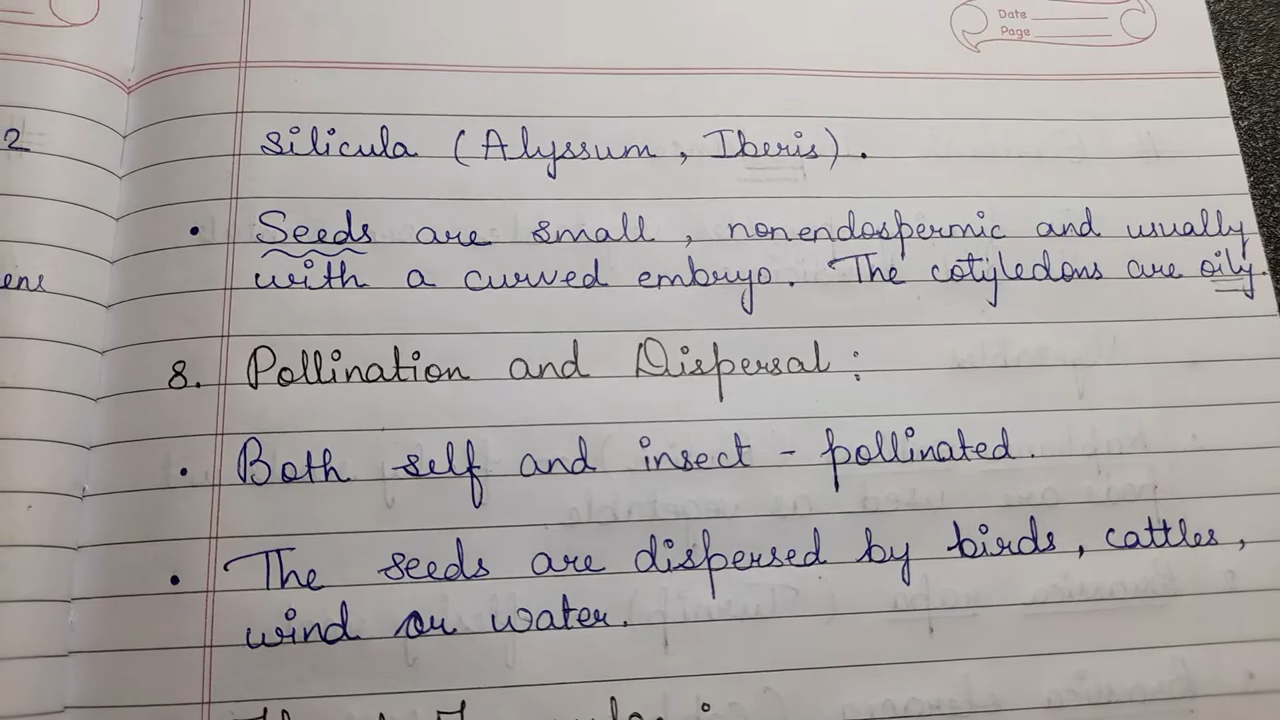 Date
Page
2
silicula (Alyssum, Iberis).
• Seeds are small, nonendospermic and usually
ens
with a curved embryo. The cotyledons are oily.
8. Pollination and Dispersal:
• Both self and insect - pollinated.
• The seeds are dispersed by birds, cattles,
wind or water.